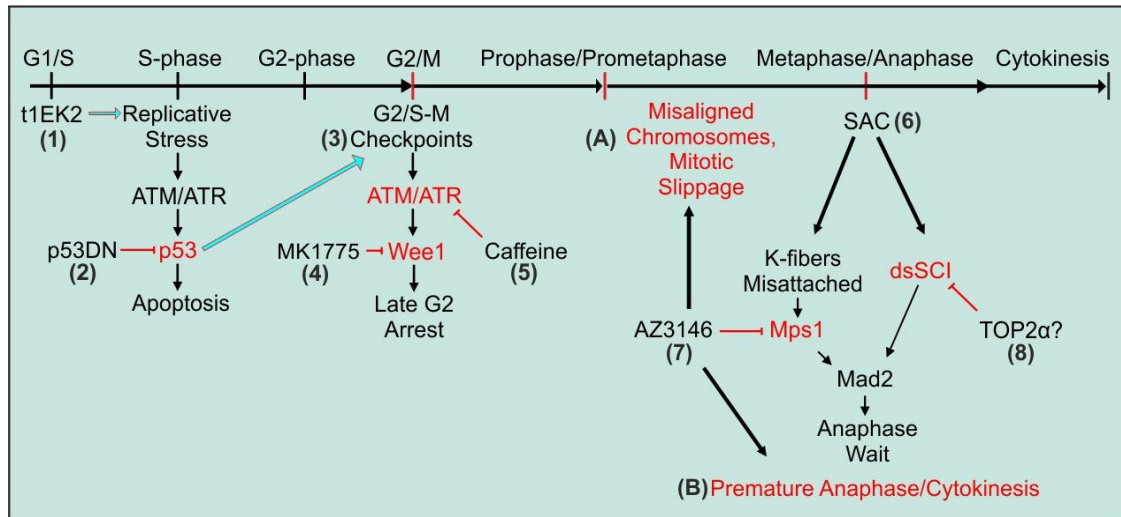 G1/S S-phase G2-phase G2/M Prophase/Prometaphase Metaphase/Anaphase Cytokinesis
t1EK2
(1)
Replicative
Stress
ATM/ATR
p53DN
(2)
p53
Apoptosis
G2/S-M
(3) Checkpoints
ATM/ATR
MK1775
(4)
Wee1
Caffeine
(5)
Late G2
Arrest
(A) Misaligned
Chromosomes,
Mitotic
Slippage
SAC (6)
K-fibers
Misattached
dsSCI
AZ3146
(7)
Mps1
TOP2α?
(8)
Mad2
Anaphase
Wait
(B) Premature Anaphase/Cytokinesis